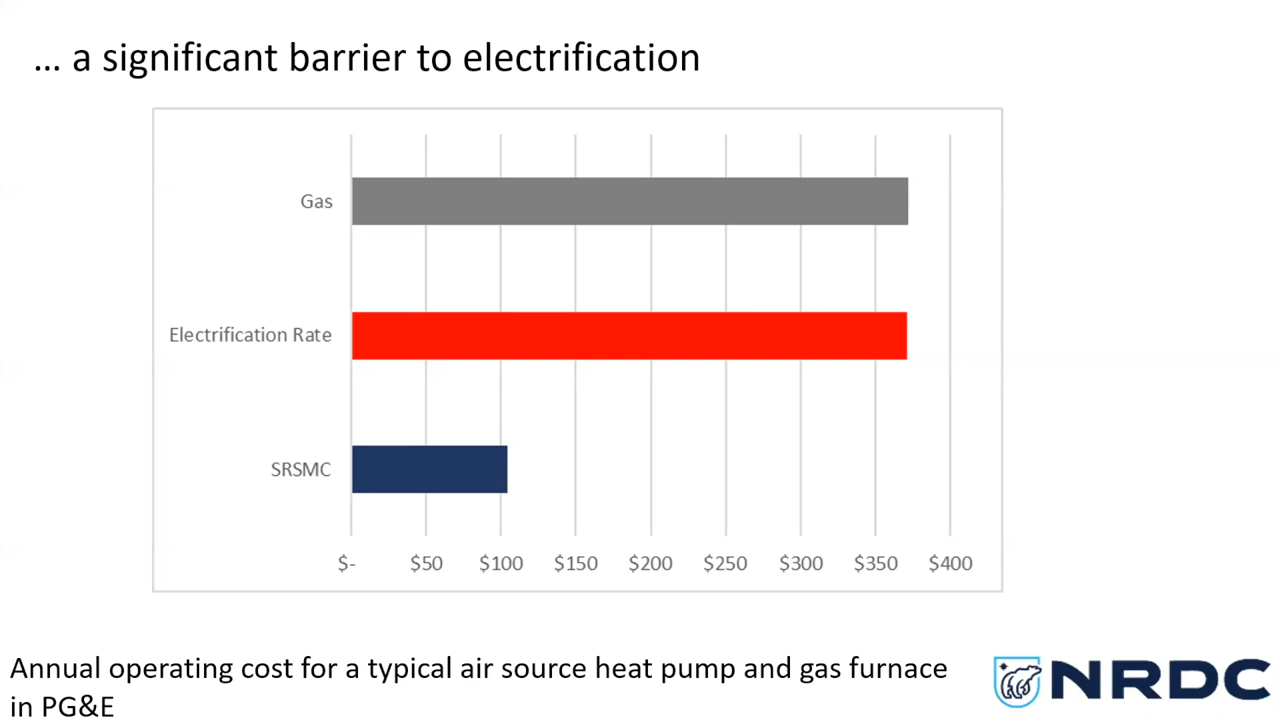 ... a significant barrier to electrification
Gas
Electrification Rate
SRSMC
$- $50 $100 $150 $200 $250 $300 $350 $400
Annual operating cost for a typical air source heat pump and gas furnace
in PG&E
NRDC